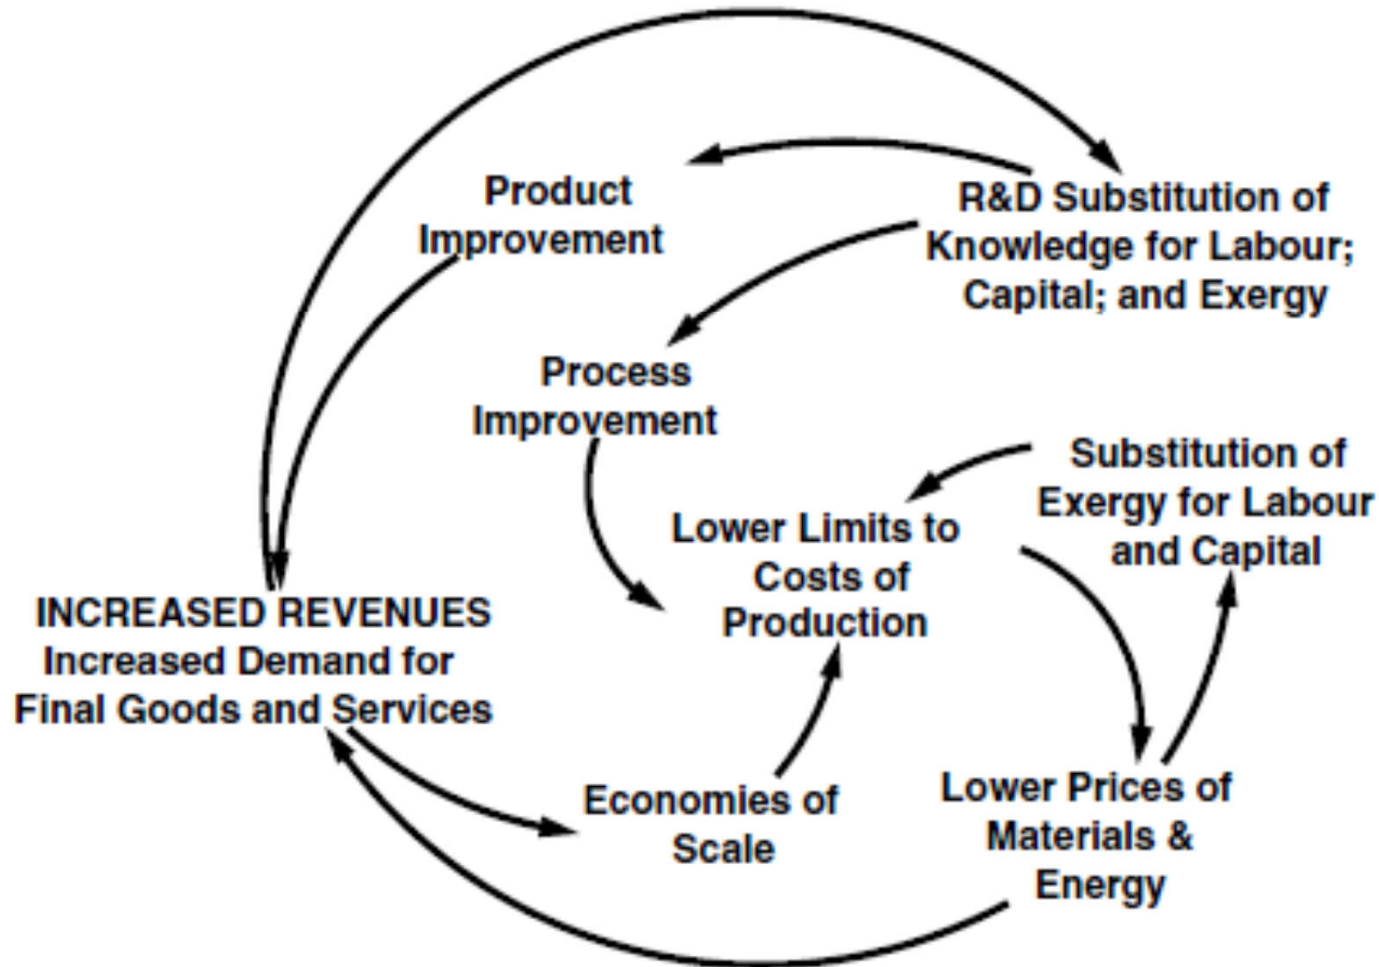 Product
Improvement
R&D Substitution of
Knowledge for Labour;
Capital; and Exergy
Process
Improvement
Substitution of
Exergy for Labour
and Capital
Lower Limits to
Costs of
Production
INCREASED REVENUES
Increased Demand for
Final Goods and Services
Economies of
Scale
Lower Prices of
Materials &
Energy